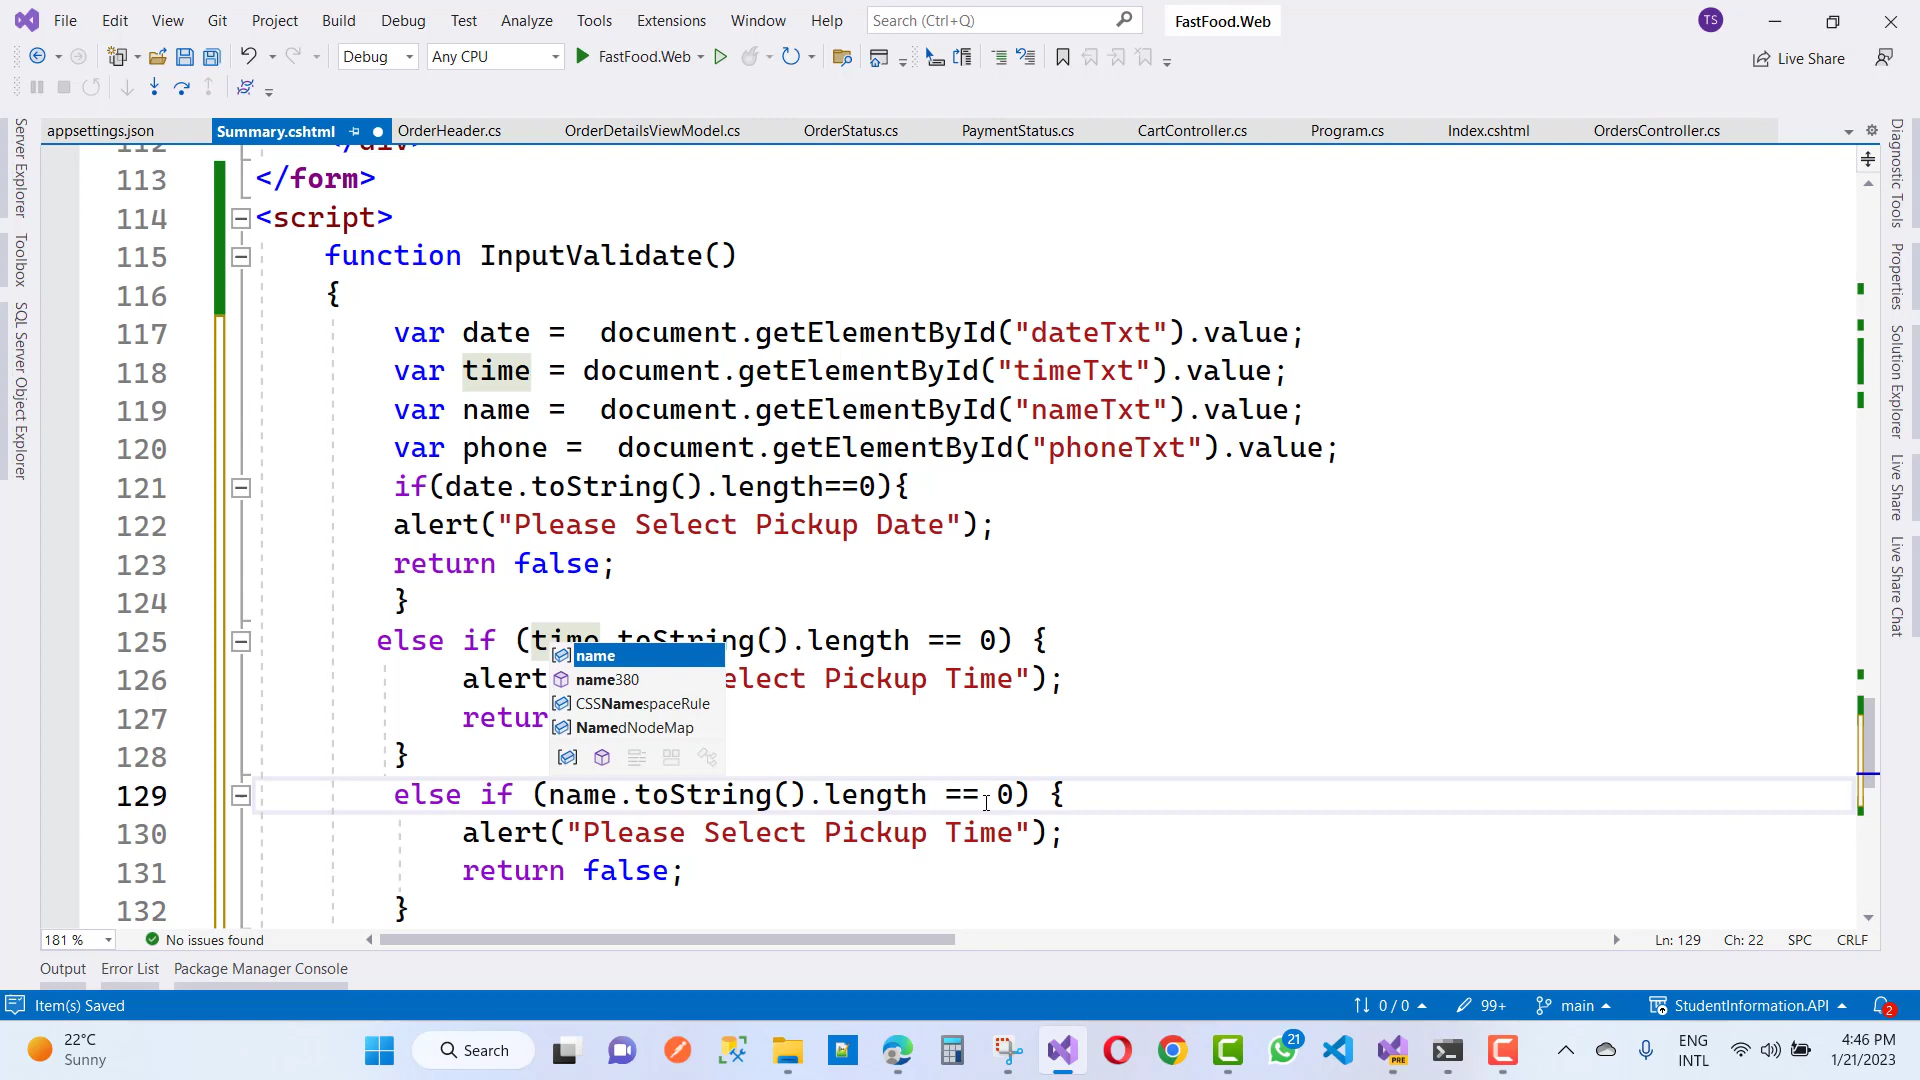 File Edit View Git Project Build Debug Test Analyze Tools Extensions Window Help Search (Ctrl+Q) FastFood.Web TS
Debug Any CPU FastFood.Web Live Share
appsettings.json Summary.cshtml OrderHeader.cs OrderDetailsViewModel.cs OrderStatus.cs PaymentStatus.cs CartController.cs Program.cs Index.cshtml OrdersController.cs
Server Explorer
Toolbox
SQL Server Object Explorer
112 </div>
113 </form>
114 <script>
115 function InputValidate()
116 {
117 var date = document.getElementById("dateTxt").value;
118 var time = document.getElementById("timeTxt").value;
119 var name = document.getElementById("nameTxt").value;
120 var phone = document.getElementById("phoneTxt").value;
121 if(date.toString().length==0){
122 alert("Please Select Pickup Date");
123 return false;
124 }
125 else if (time.toString().length == 0) {
name
name380
CSSNamespaceRule
NamedNodeMap
126 alert elect Pickup Time");
127 retur
128 }
129 else if (name.toString().length == 0) {
130 alert("Please Select Pickup Time");
131 return false;
132 }
Diagnostic Tools
Properties
Solution Explorer
Live Share
Live Share Chat
181 % No issues found Ln: 129 Ch: 22 SPC CRLF
Output Error List Package Manager Console
Item(s) Saved 0 / 0 99+ main StudentInformation.API 2
22°C
Sunny
Search
21
PRE
ENG
INTL
4:46 PM
1/21/2023